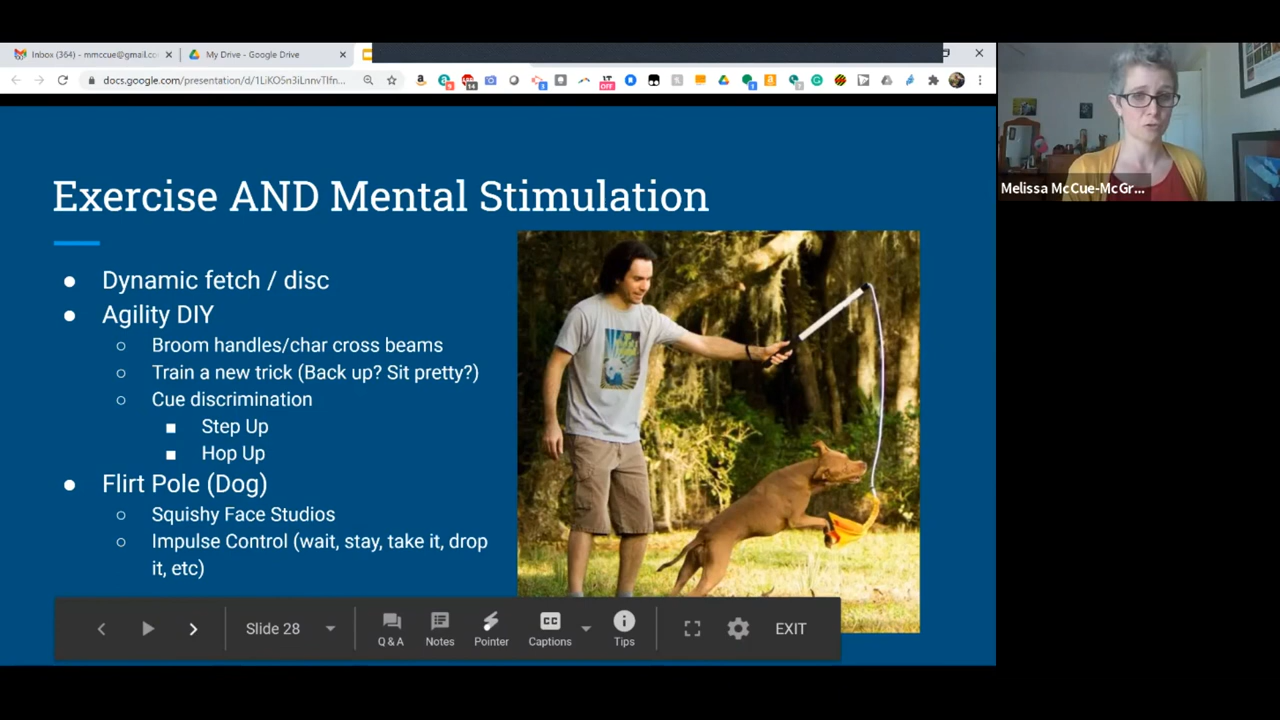 Inbox (364) - mmccue@gmail.co
My Drive - Google Drive
docs.google.com/presentation/d/1LiKO5n3iLnnvTlfn...
OFF
Melissa McCue-McGr...
Exercise AND Mental Stimulation
Dynamic fetch / disc
Agility DIY
Broom handles/char cross beams
Train a new trick (Back up? Sit pretty?)
Cue discrimination
Step Up
Hop Up
Flirt Pole (Dog)
Squishy Face Studios
Impulse Control (wait, stay, take it, drop
it, etc)
Slide 28
Q & A
Notes
Pointer
CC
Captions
Tips
EXIT